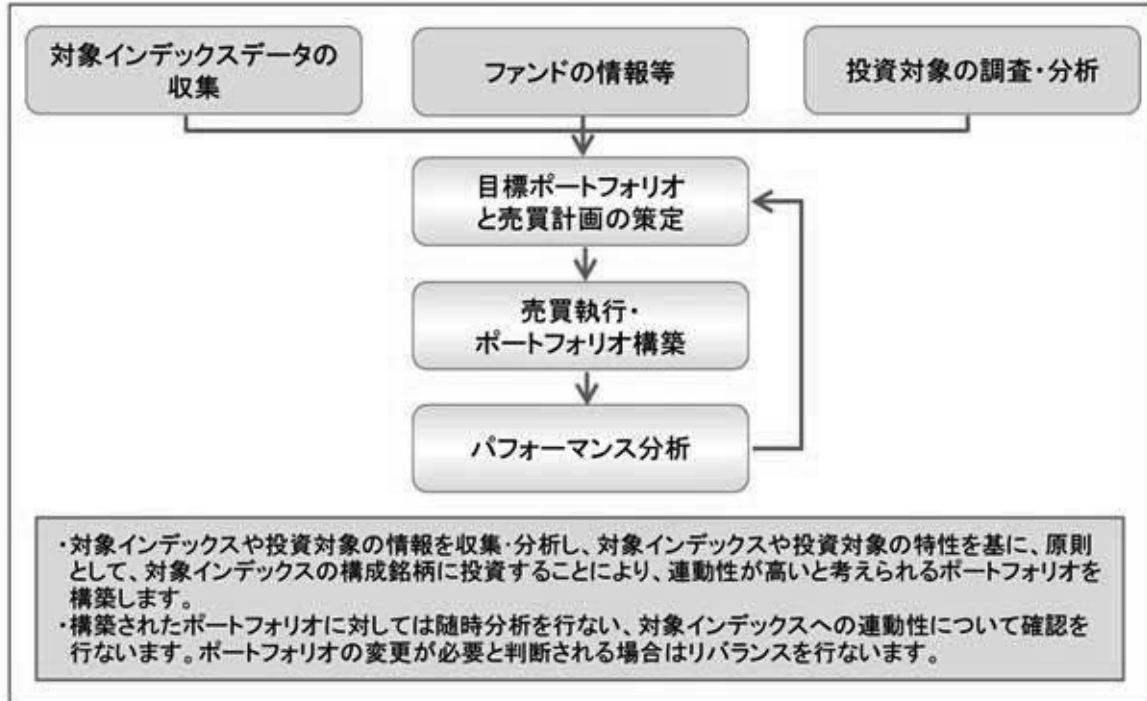 対象インデックスデータの
収集
ファンドの情報等
投資対象の調査・分析
目標ポートフォリオ
と売買計画の策定
売買執行・
ポートフォリオ構築
パフォーマンス分析
・対象インデックスや投資対象の情報を収集・分析し、対象インデックスや投資対象の特性を基に、原則
として、対象インデックスの構成銘柄に投資することにより、連動性が高いと考えられるポートフォリオを
構築します。
・構築されたポートフォリオに対しては随時分析を行ない、対象インデックスへの連動性について確認を
行ないます。ポートフォリオの変更が必要と判断される場合はリバランスを行ないます。